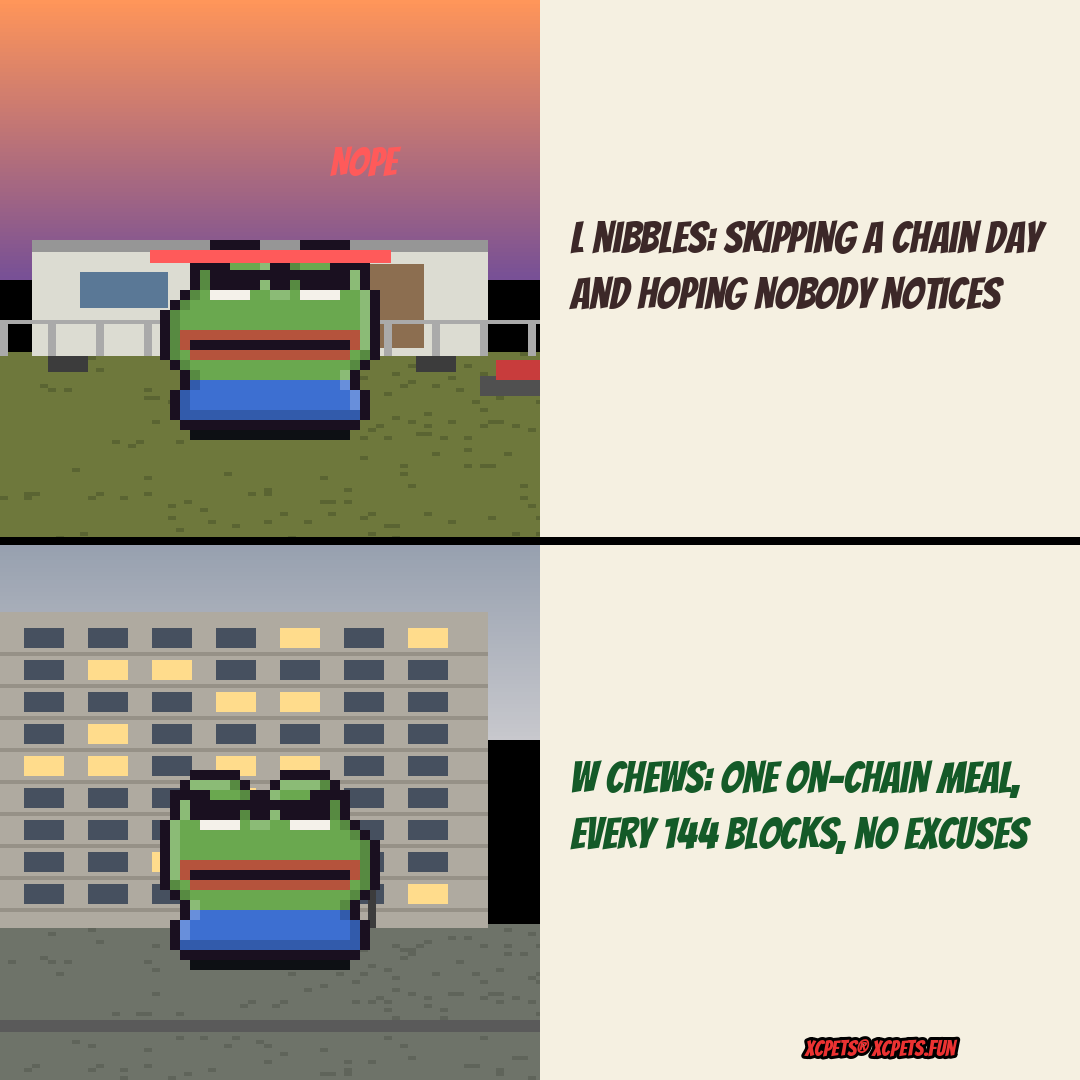 NOPE
L NIBBLES: SKIPPING A CHAIN DAY
AND HOPING NOBODY NOTICES
W CHEWS: ONE ON-CHAIN MEAL,
EVERY 144 BLOCKS, NO EXCUSES
XCPETS® XCPETS.FUN